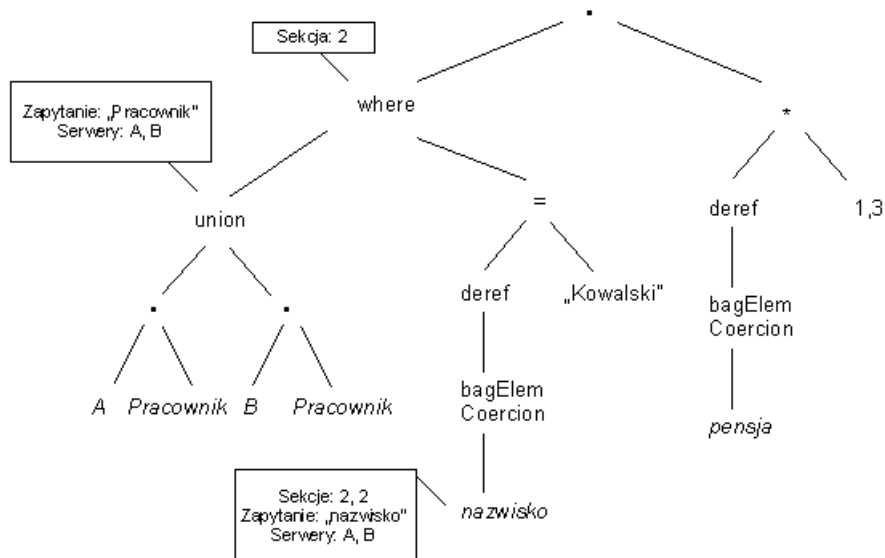 Sekcja: 2
Zapytanie: „Pracownik"
Serwery: A, B
where
*
union
=
deref
1,3
deref
„Kowalski"
bagElem
Coercion
bagElem
Coercion
A Pracownik B Pracownik
pensja
Sekcje: 2, 2
Zapytanie: „nazwisko"
Serwery: A, B
nazwisko